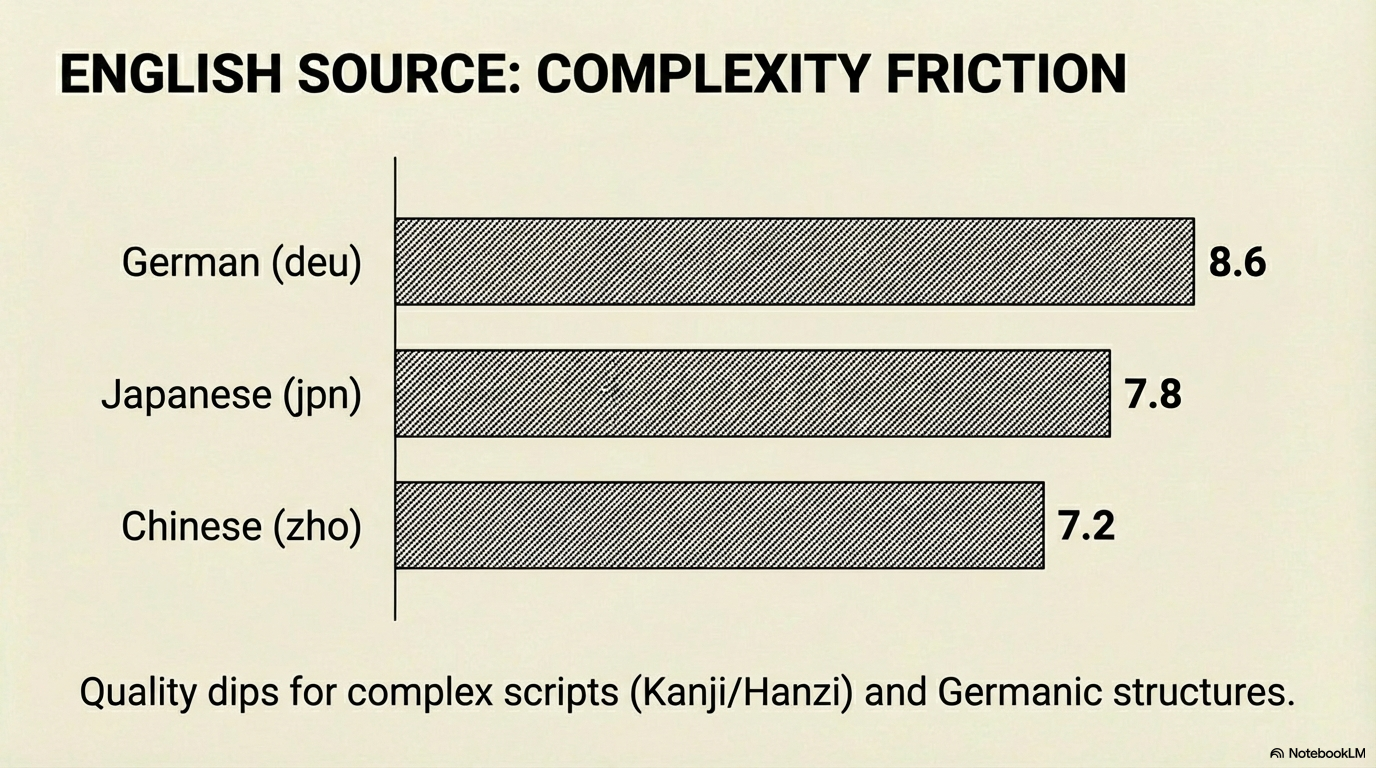 ENGLISH SOURCE: COMPLEXITY FRICTION
German (deu) 8.6
Japanese (jpn) 7.8
Chinese (zho) 7.2
Quality dips for complex scripts (Kanji/Hanzi) and Germanic structures.
NotebookLM